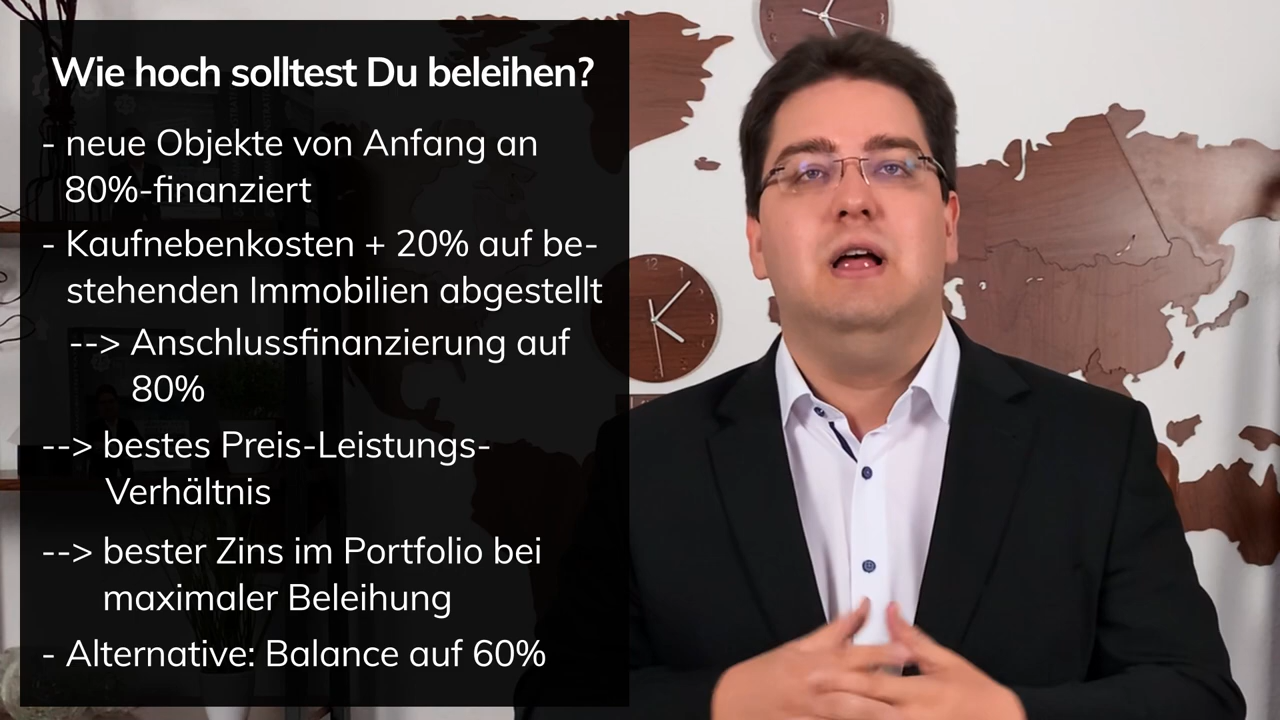 Wie hoch solltest Du beleihen?
- neue Objekte von Anfang an
80%-finanziert
- Kaufnebenkosten + 20% auf be-
stehenden Immobilien abgestellt
--> Anschlussfinanzierung auf
80%
--> bestes Preis-Leistungs-
Verhältnis
--> bester Zins im Portfolio bei
maximaler Beleihung
- Alternative: Balance auf 60%